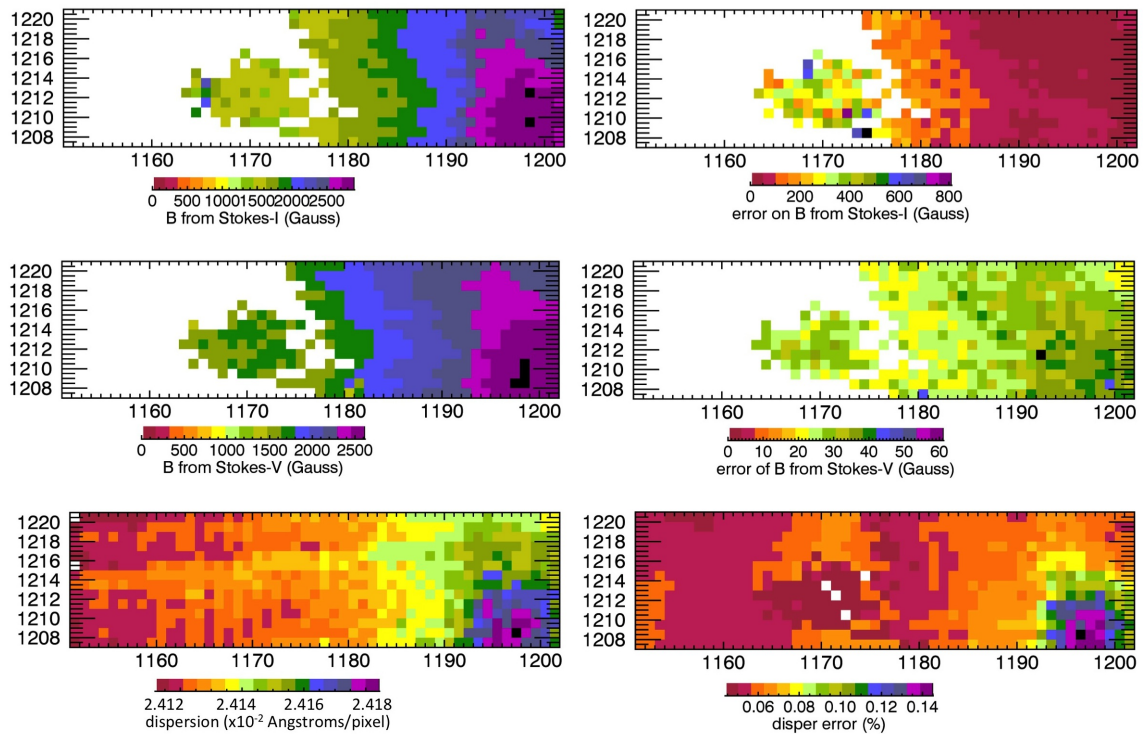 1220
1218
1216
1214
1212
1210
1208
1160 1170 1180 1190 1200
0 500 1000 1500 2000 2500
B from Stokes-I (Gauss)
1220
1218
1216
1214
1212
1210
1208
1160 1170 1180 1190 1200
0 200 400 600 800
error on B from Stokes-I (Gauss)
1220
1218
1216
1214
1212
1210
1208
1160 1170 1180 1190 1200
0 500 1000 1500 2000 2500
B from Stokes-V (Gauss)
1220
1218
1216
1214
1212
1210
1208
1160 1170 1180 1190 1200
0 10 20 30 40 50 60
error of B from Stokes-V (Gauss)
1220
1218
1216
1214
1212
1210
1208
1160 1170 1180 1190 1200
2.412 2.414 2.416 2.418
dispersion (x10⁻² Angstroms/pixel)
1220
1218
1216
1214
1212
1210
1208
1160 1170 1180 1190 1200
0.06 0.08 0.10 0.12 0.14
disper error (%)